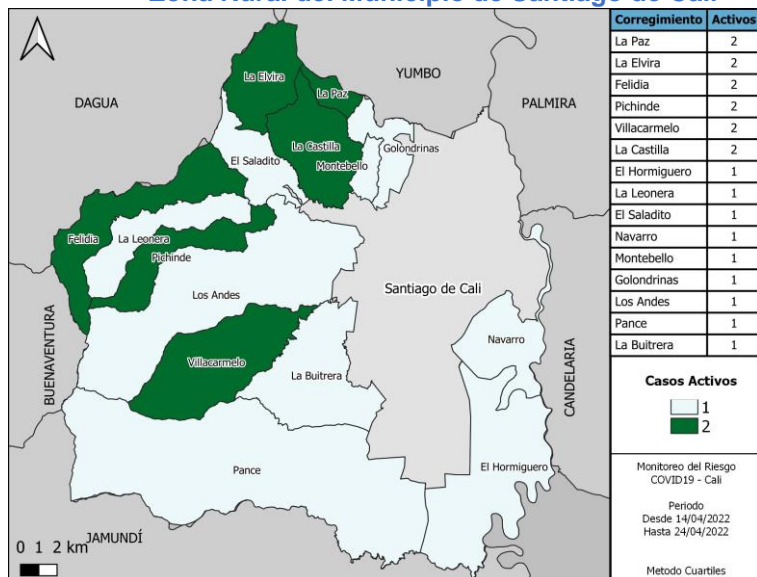 Zona Rural del Municipio de Santiago de Cali
Corregimiento Activos
La Paz 2
La Elvira 2
Felidia 2
Pichinde 2
Villacarmelo 2
La Castilla 2
El Hormiguero 1
La Leonera 1
El Saladito 1
Navarro 1
Montebello 1
Golondrinas 1
Los Andes 1
Pance 1
La Buitrera 1
Casos Activos
1
2
Monitoreo del Riesgo
COVID19 - Cali
Periodo
Desde 14/04/2022
Hasta 24/04/2022
Metodo Cuartiles
YUMBO
DAGUA
PALMIRA
La Elvira
La Paz
La Castilla
Golondrinas
El Saladito
Montebello
Felidia
La Leonera
Pichinde
Los Andes
Santiago de Cali
BUENAVENTURA
Navarro
CANDELARIA
Villacarmelo
La Buitrera
El Hormiguero
Pance
JAMUNDÍ
0 1 2 km